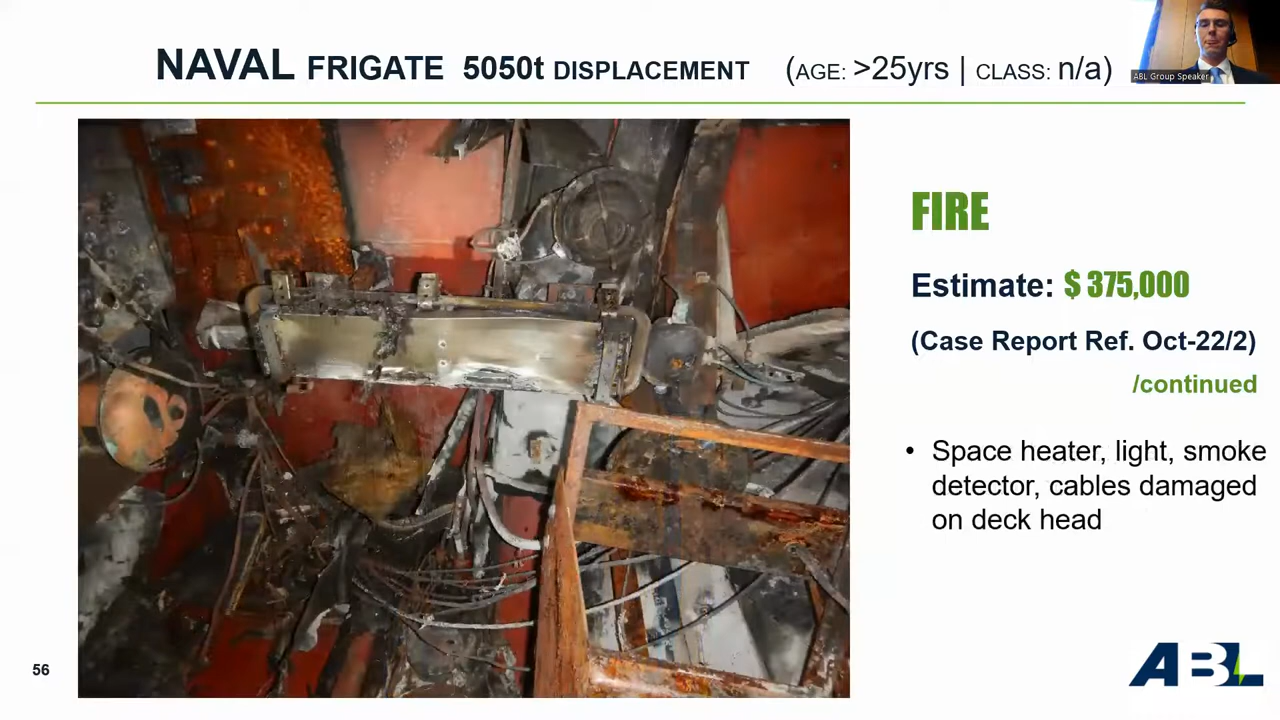 NAVAL FRIGATE 5050t DISPLACEMENT (AGE: >25yrs | CLASS: n/a)
ABL Group Speaker
FIRE
Estimate: $ 375,000
(Case Report Ref. Oct-22/2)
/continued
• Space heater, light, smoke
detector, cables damaged
on deck head
56
ABL